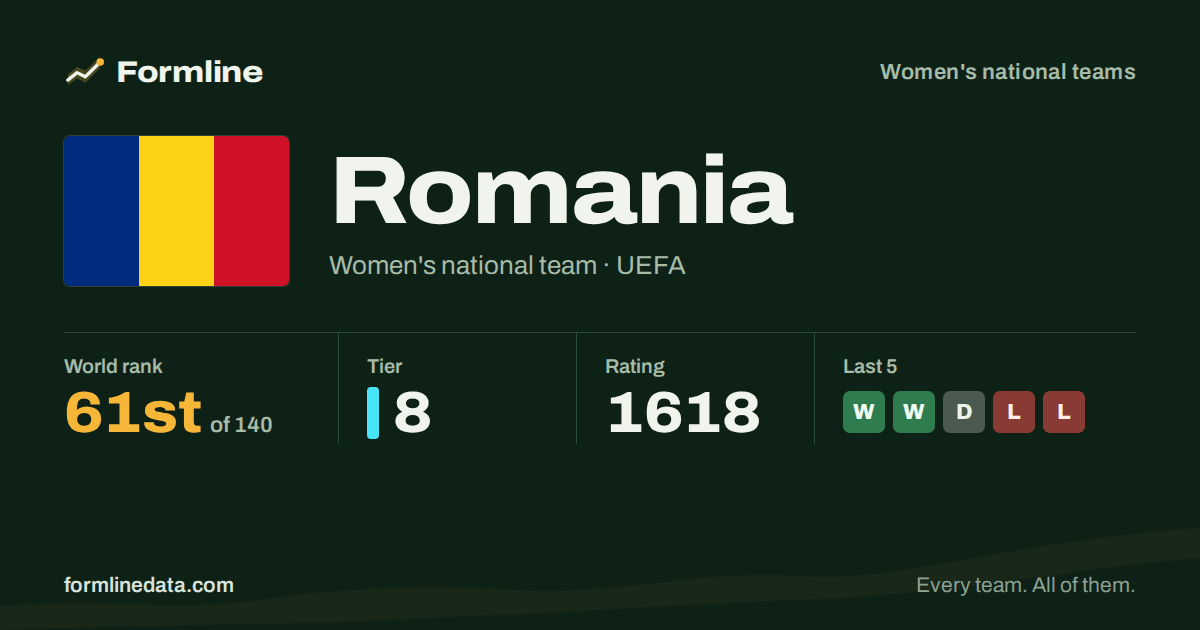 Formline
Women's national teams
Romania
Women's national team · UEFA
World rank
61st of 140
Tier
8
Rating
1618
Last 5
W W D L L
formlinedata.com
Every team. All of them.